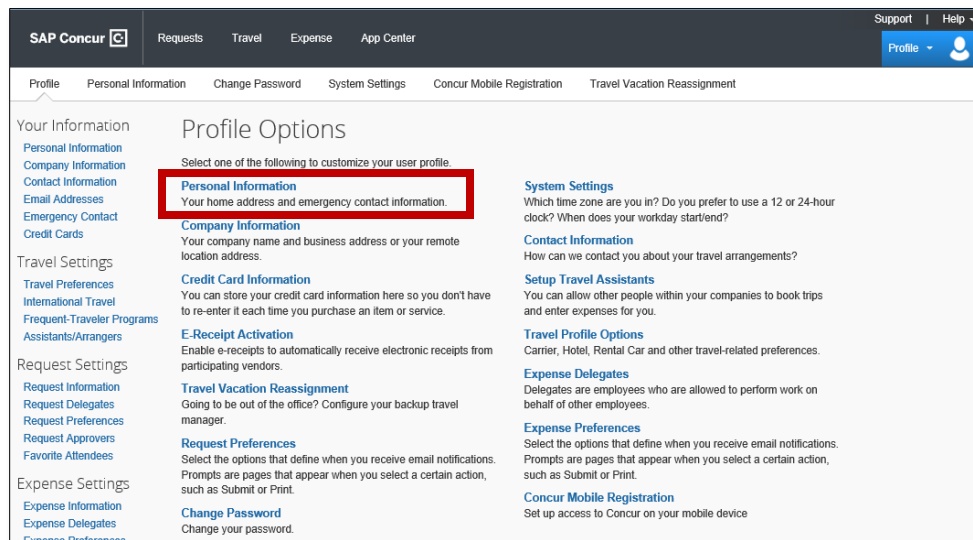 Support | Help
SAP Concur C
Requests Travel Expense App Center
Profile
Profile Personal Information Change Password System Settings Concur Mobile Registration Travel Vacation Reassignment
Your Information
Personal Information
Company Information
Contact Information
Email Addresses
Emergency Contact
Credit Cards
Travel Settings
Travel Preferences
International Travel
Frequent-Traveler Programs
Assistants/Arrangers
Request Settings
Request Information
Request Delegates
Request Preferences
Request Approvers
Favorite Attendees
Expense Settings
Expense Information
Expense Delegates
Expense Preferences
Profile Options
Select one of the following to customize your user profile.
Personal Information
Your home address and emergency contact information.
Company Information
Your company name and business address or your remote
location address.
Credit Card Information
You can store your credit card information here so you don't have
to re-enter it each time you purchase an item or service.
E-Receipt Activation
Enable e-receipts to automatically receive electronic receipts from
participating vendors.
Travel Vacation Reassignment
Going to be out of the office? Configure your backup travel
manager.
Request Preferences
Select the options that define when you receive email notifications.
Prompts are pages that appear when you select a certain action,
such as Submit or Print.
Change Password
Change your password.
System Settings
Which time zone are you in? Do you prefer to use a 12 or 24-hour
clock? When does your workday start/end?
Contact Information
How can we contact you about your travel arrangements?
Setup Travel Assistants
You can allow other people within your companies to book trips
and enter expenses for you.
Travel Profile Options
Carrier, Hotel, Rental Car and other travel-related preferences.
Expense Delegates
Delegates are employees who are allowed to perform work on
behalf of other employees.
Expense Preferences
Select the options that define when you receive email notifications.
Prompts are pages that appear when you select a certain action,
such as Submit or Print.
Concur Mobile Registration
Set up access to Concur on your mobile device